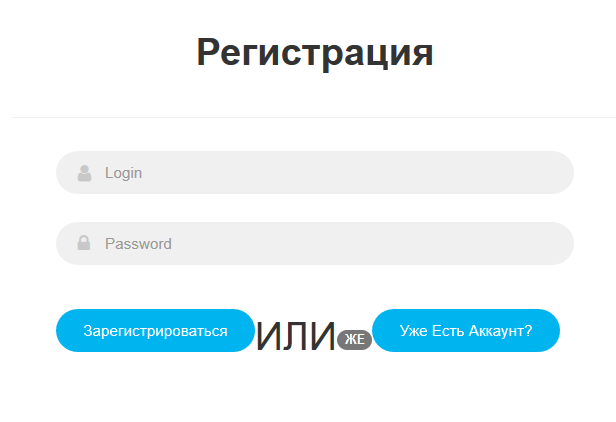 Регистрация
Login
Password
Зарегистрироваться ИЛИ ЖЕ Уже Есть Аккаунт?